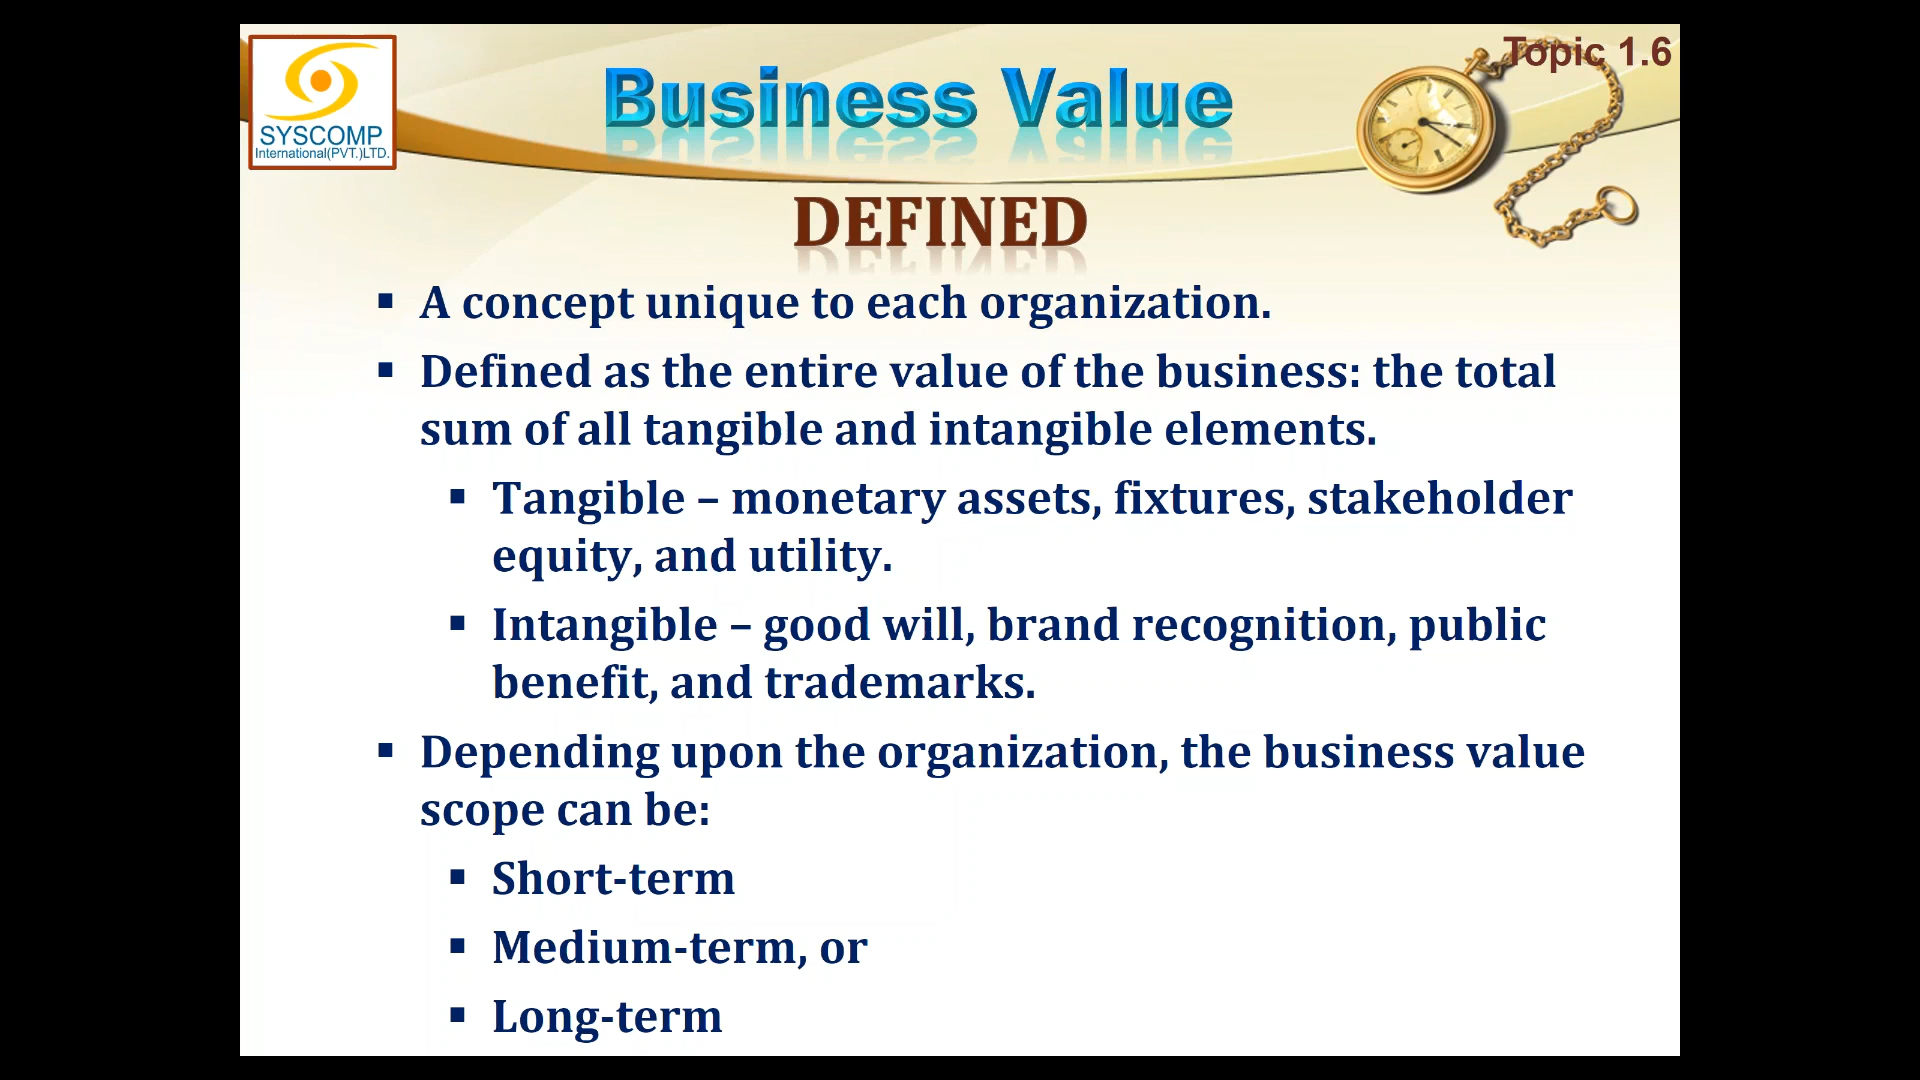 Topic 1.6
SYSCOMP
International(PVT.)LTD.
Business Value
DEFINED
▪ A concept unique to each organization.
▪ Defined as the entire value of the business: the total
sum of all tangible and intangible elements.
▪ Tangible – monetary assets, fixtures, stakeholder
equity, and utility.
▪ Intangible – good will, brand recognition, public
benefit, and trademarks.
▪ Depending upon the organization, the business value
scope can be:
▪ Short-term
▪ Medium-term, or
▪ Long-term